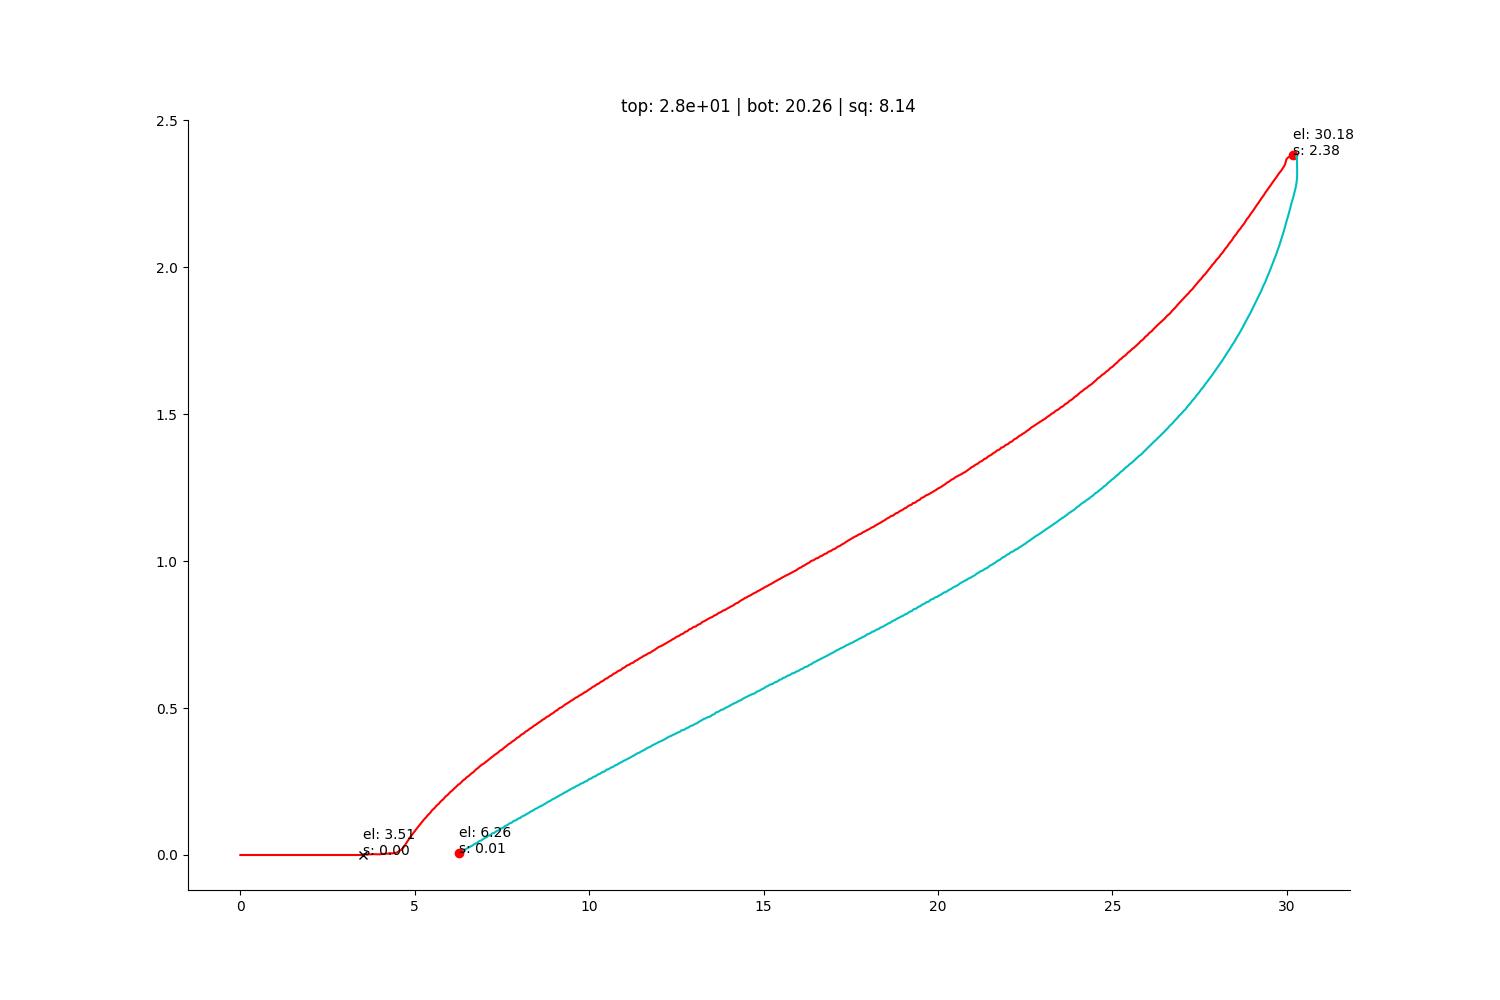 top: 2.8e+01 | bot: 20.26 | sq: 8.14
2.5
el: 30.18
s: 2.38
2.0
1.5
1.0
0.5
el: 3.51
s: 0.00
el: 6.26
s: 0.01
0.0
0 5 10 15 20 25 30